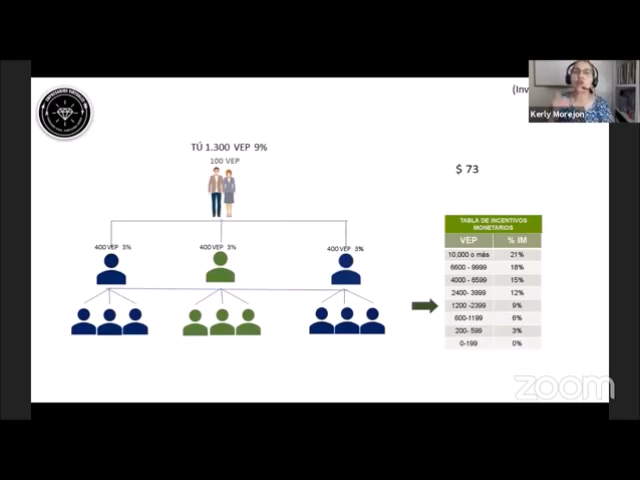 (Inv
Kerly Morejon
TÚ 1.300 VEP 9%
100 VEP
$ 73
400 VEP 3%
400 VEP 3%
400 VEP 3%
TABLA DE INCENTIVOS
MONETARIOS
VEP % IM
10,000 o más 21%
6600 - 9999 18%
4000 - 6599 15%
2400- 3999 12%
1200 -2399 9%
600-1199 6%
200- 599 3%
0-199 0%
zoom